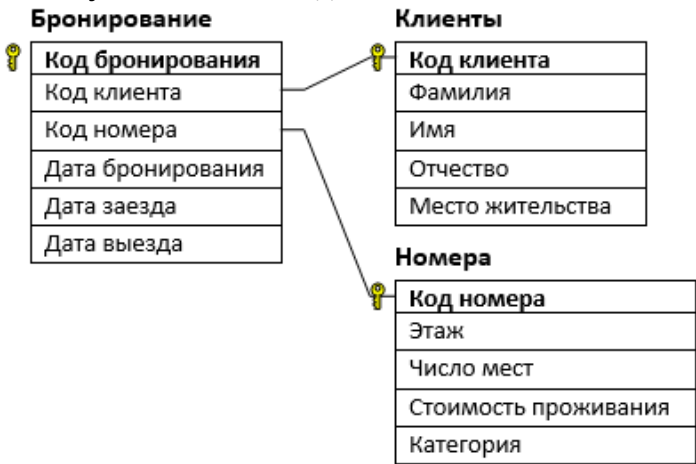 Бронирование
Код бронирования
Код клиента
Код номера
Дата бронирования
Дата заезда
Дата выезда
Клиенты
Код клиента
Фамилия
Имя
Отчество
Место жительства
Номера
Код номера
Этаж
Число мест
Стоимость проживания
Категория